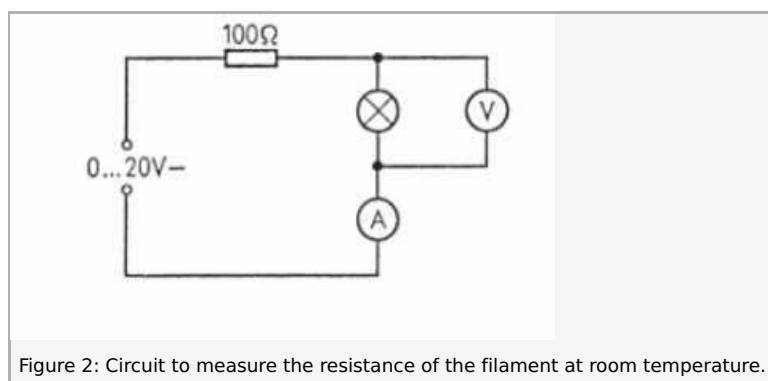 100Ω
V
0...20V–
A
Figure 2: Circuit to measure the resistance of the filament at room temperature.